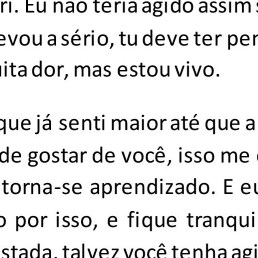 ri. Eu não teria agido assim s
evou a sério, tu deve ter per
uita dor, mas estou vivo.
que já senti maior até que a
de gostar de você, isso me
torna-se aprendizado. E eu
o por isso, e fique tranqui
stada, talvez você tenha agi